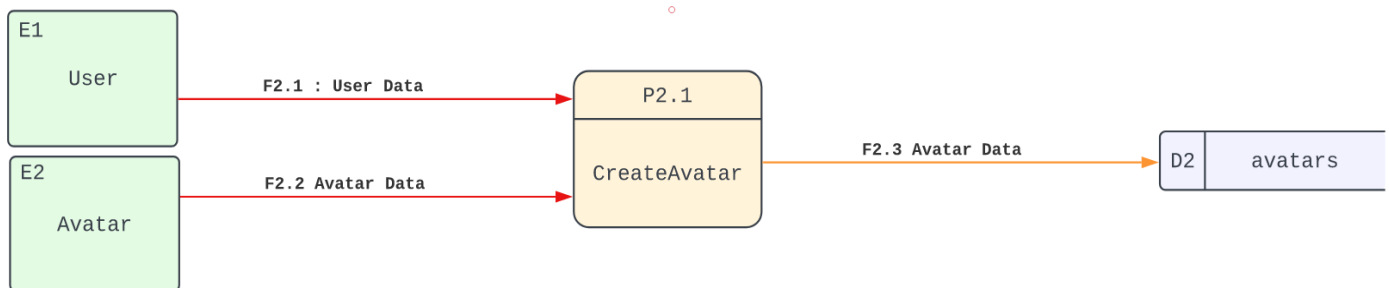 E1
User
F2.1 : User Data
P2.1
CreateAvatar
E2
Avatar
F2.2 Avatar Data
F2.3 Avatar Data
D2
avatars